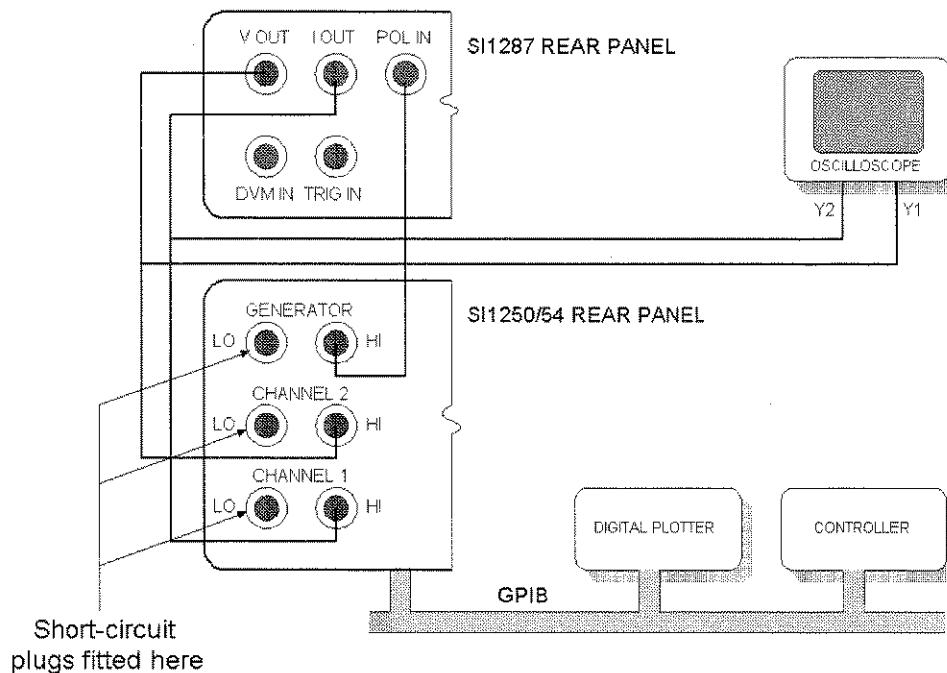 V OUT
I OUT
POL IN
SI1287 REAR PANEL
DVM IN
TRIG IN
OSCILLOSCOPE
Y2
Y1
GENERATOR
SI1250/54 REAR PANEL
LO
HI
CHANNEL 2
LO
HI
CHANNEL 1
LO
HI
DIGITAL PLOTTER
CONTROLLER
GPIB
Short-circuit
plugs fitted here